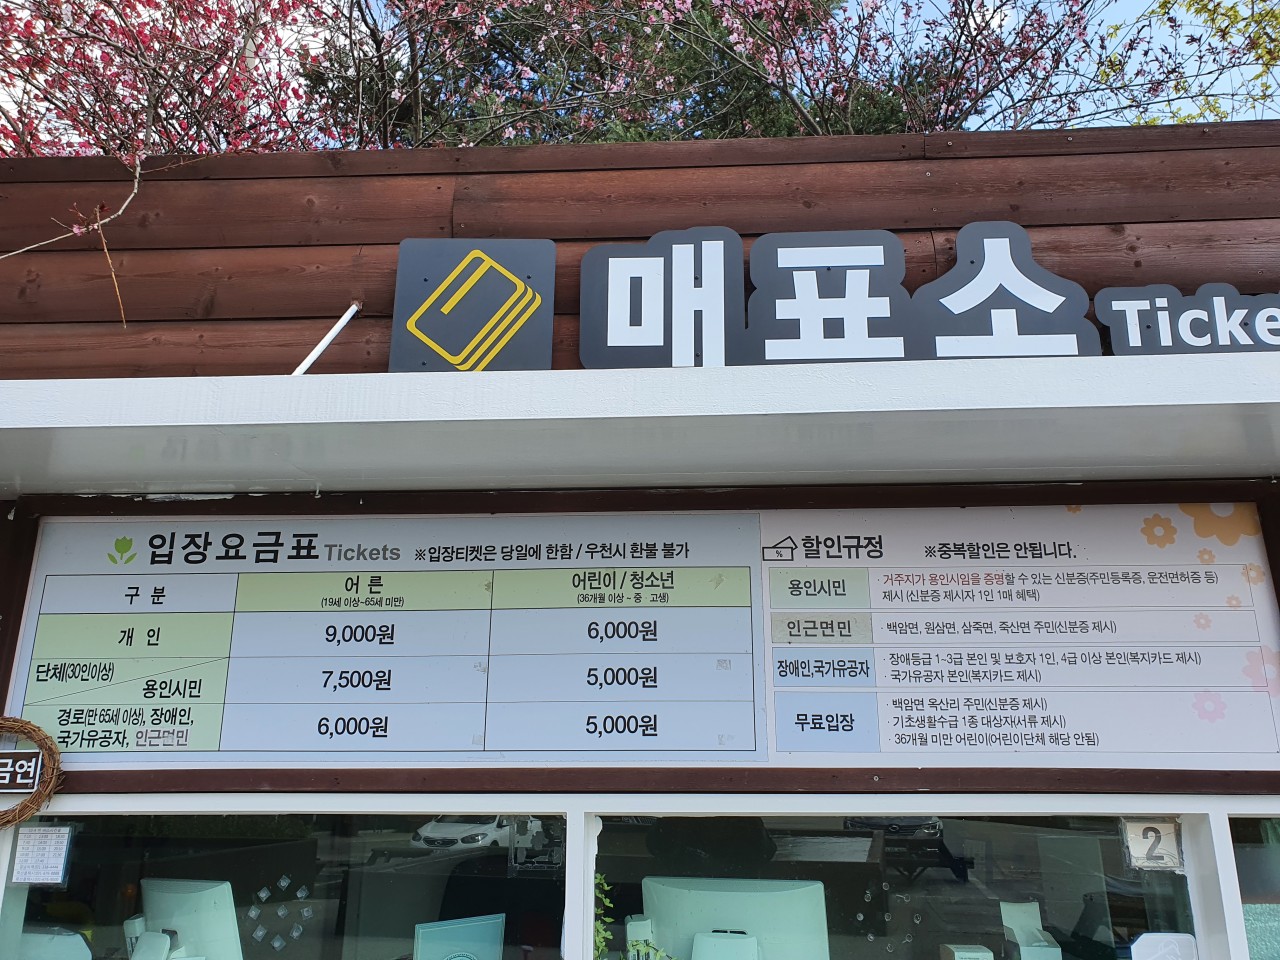 매표소 Ticke
입장요금표 Tickets ※입장티켓은 당일에 한함 / 우천시 환불 불가
구 분
어 른
(19세 이상~65세 미만)
어린이 / 청소년
(36개월 이상 ~ 중 · 고생)
개 인
9,000원
6,000원
단체(30인이상)
용인시민
7,500원
5,000원
경로(만 65세 이상), 장애인,
국가유공자, 인근면민
6,000원
5,000원
% 할인규정 ※중복할인은 안됩니다.
용인시민
· 거주지가 용인시임을 증명할 수 있는 신분증(주민등록증, 운전면허증 등)
제시 (신분증 제시자 1인 1매 혜택)
인근면민
· 백암면, 원삼면, 삼죽면, 죽산면 주민(신분증 제시)
장애인,국가유공자
· 장애등급 1~3급 본인 및 보호자 1인, 4급 이상 본인(복지카드 제시)
· 국가유공자 본인(복지카드 제시)
무료입장
· 백암면 옥산리 주민(신분증 제시)
· 기초생활수급 1종 대상자(서류 제시)
· 36개월 미만 어린이(어린이단체 해당 안됨)
금연
2